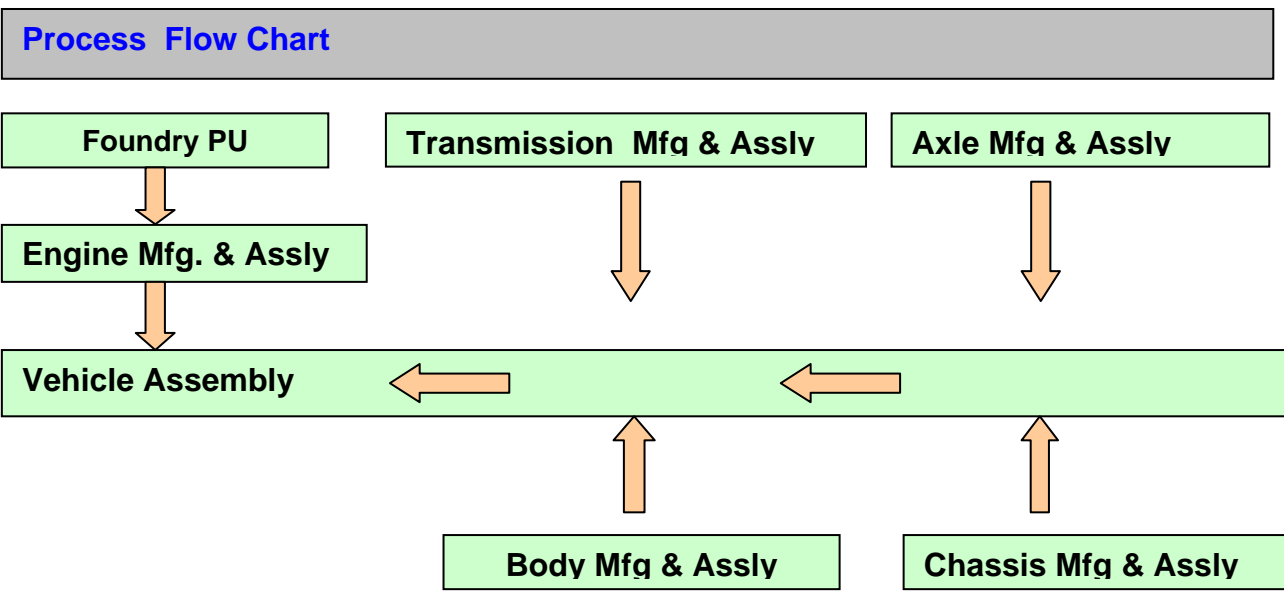 Process Flow Chart
Foundry PU
Transmission Mfg & Assly
Axle Mfg & Assly
Engine Mfg. & Assly
Vehicle Assembly
Body Mfg & Assly
Chassis Mfg & Assly